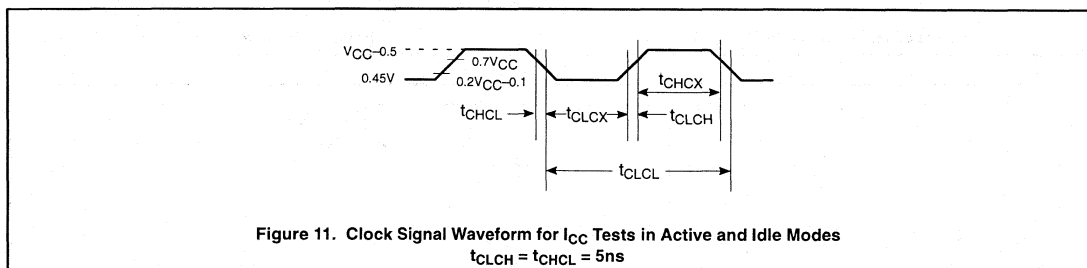 VCC–0.5
0.7VCC
0.45V
0.2VCC–0.1
tCHCX
tCHCL
tCLCX
tCLCH
tCLCL
Figure 11. Clock Signal Waveform for ICC Tests in Active and Idle Modes
tCLCH = tCHCL = 5ns